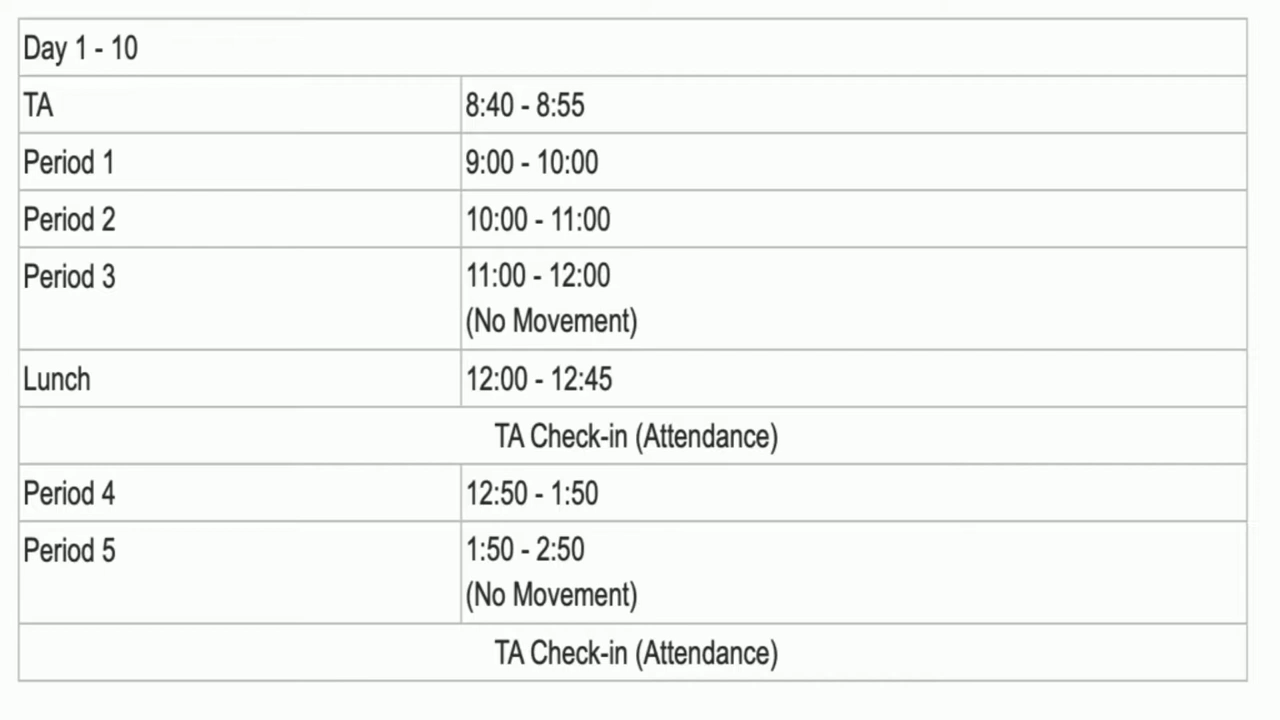 Day 1 - 10
TA 8:40 - 8:55
Period 1 9:00 - 10:00
Period 2 10:00 - 11:00
Period 3 11:00 - 12:00
(No Movement)
Lunch 12:00 - 12:45
TA Check-in (Attendance)
Period 4 12:50 - 1:50
Period 5 1:50 - 2:50
(No Movement)
TA Check-in (Attendance)